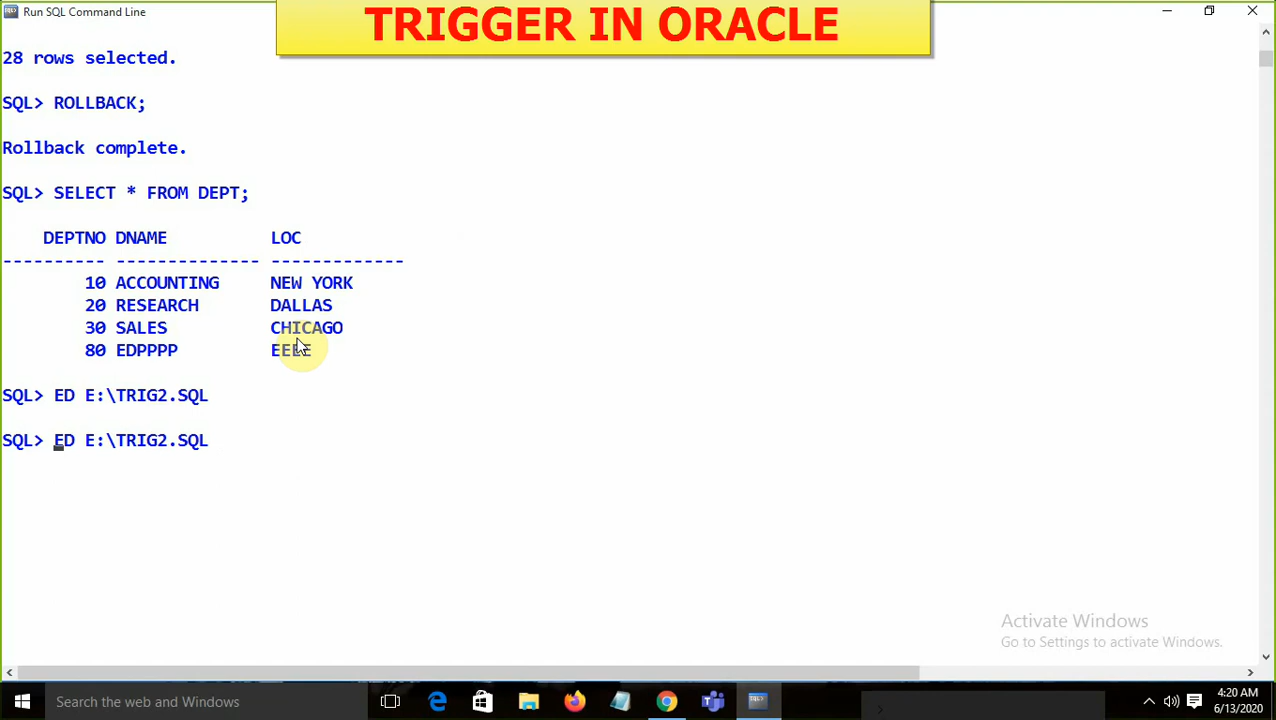 Run SQL Command Line
TRIGGER IN ORACLE
28 rows selected.
SQL> ROLLBACK;
Rollback complete.
SQL> SELECT * FROM DEPT;
DEPTNO DNAME LOC
---------- -------------- -------------
10 ACCOUNTING NEW YORK
20 RESEARCH DALLAS
30 SALES CHICAGO
80 EDPPPP EEEE
SQL> ED E:\TRIG2.SQL
SQL> ED E:\TRIG2.SQL
Activate Windows
Go to Settings to activate Windows.
Search the web and Windows
4:20 AM
6/13/2020